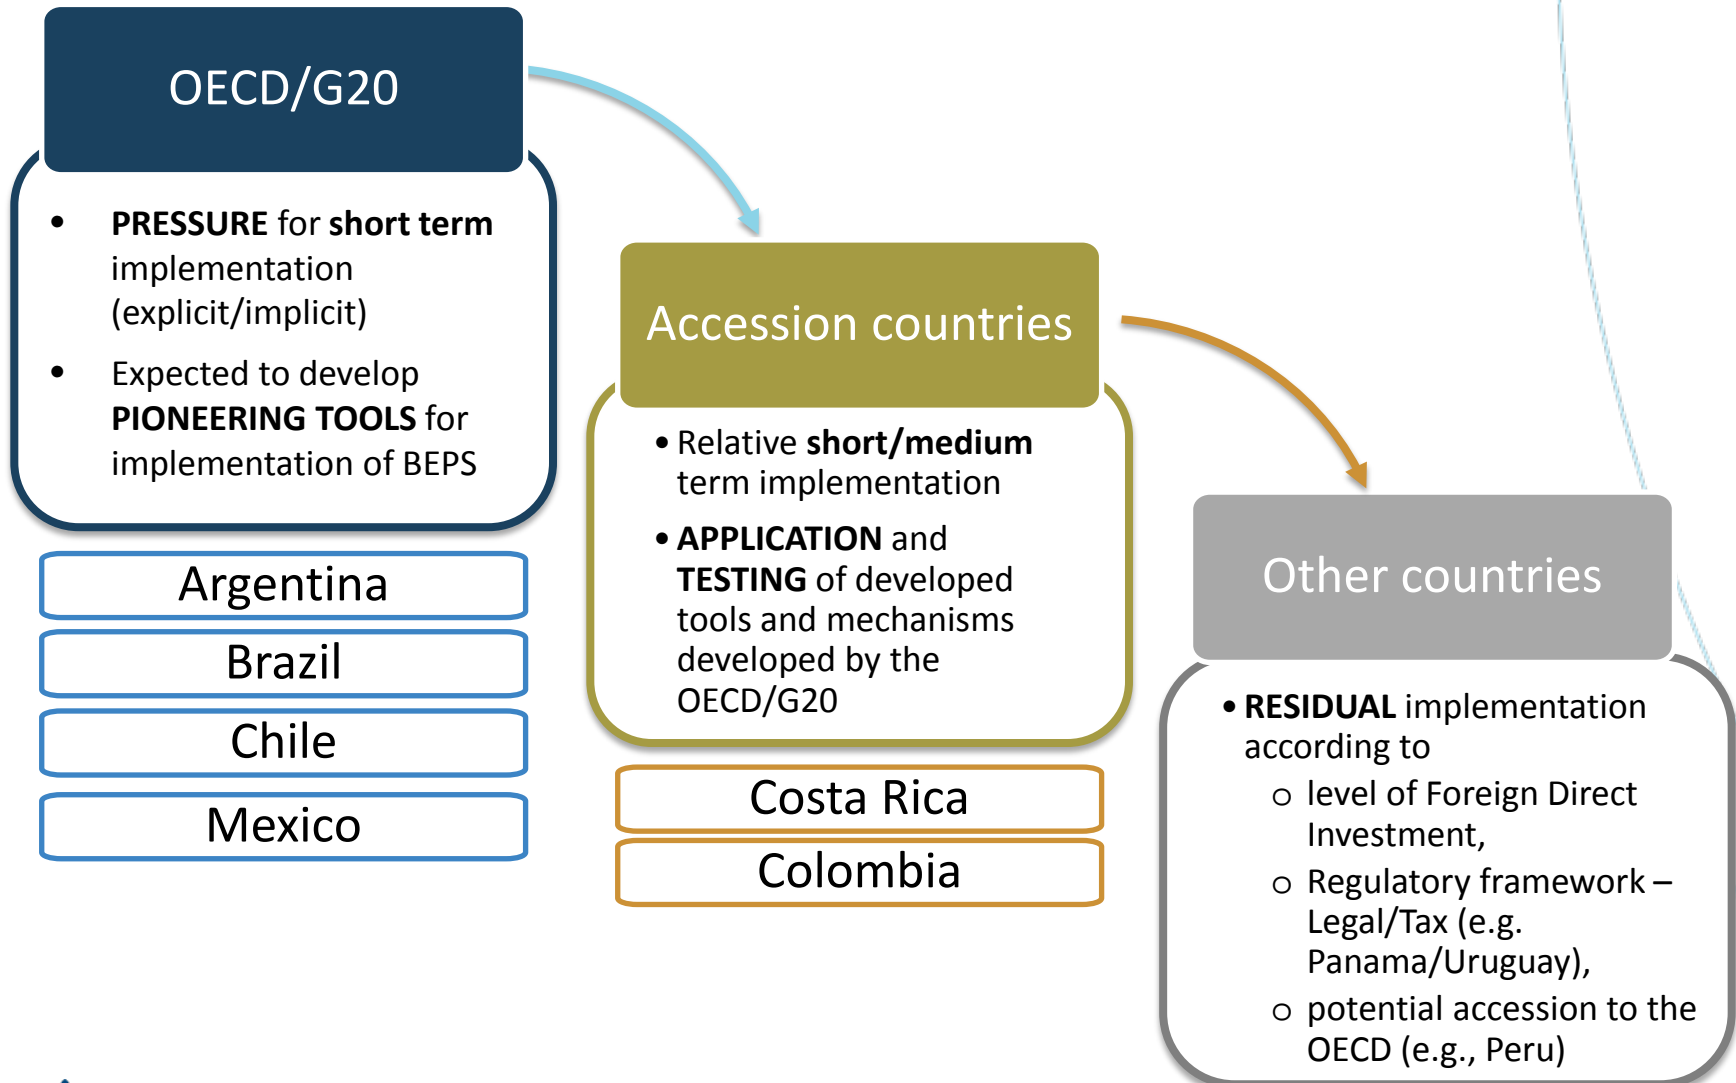 OECD/G20
• PRESSURE for short term
implementation
(explicit/implicit)
• Expected to develop
PIONEERING TOOLS for
implementation of BEPS
Argentina
Brazil
Chile
Mexico
Accession countries
• Relative short/medium
term implementation
• APPLICATION and
TESTING of developed
tools and mechanisms
developed by the
OECD/G20
Costa Rica
Colombia
Other countries
• RESIDUAL implementation
according to
o level of Foreign Direct
Investment,
o Regulatory framework –
Legal/Tax (e.g.
Panama/Uruguay),
o potential accession to the
OECD (e.g., Peru)